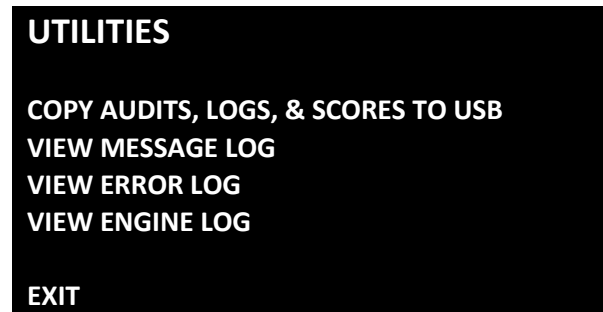 UTILITIES
COPY AUDITS, LOGS, & SCORES TO USB
VIEW MESSAGE LOG
VIEW ERROR LOG
VIEW ENGINE LOG
EXIT